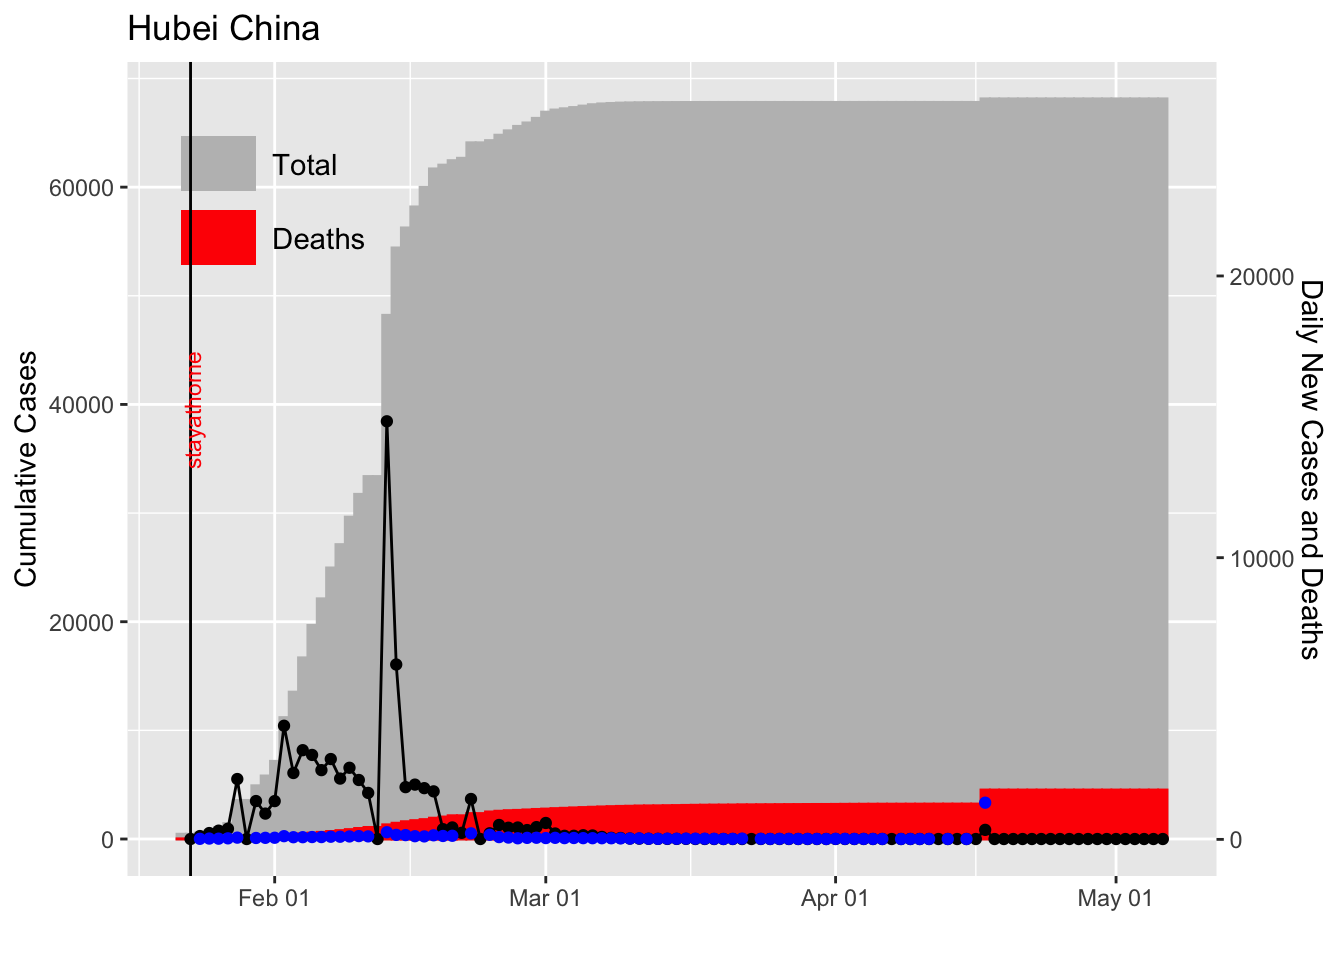 Hubei China
Total
Deaths
stayathome
Cumulative Cases
60000
40000
20000
0
20000
10000
0
Daily New Cases and Deaths
Feb 01
Mar 01
Apr 01
May 01